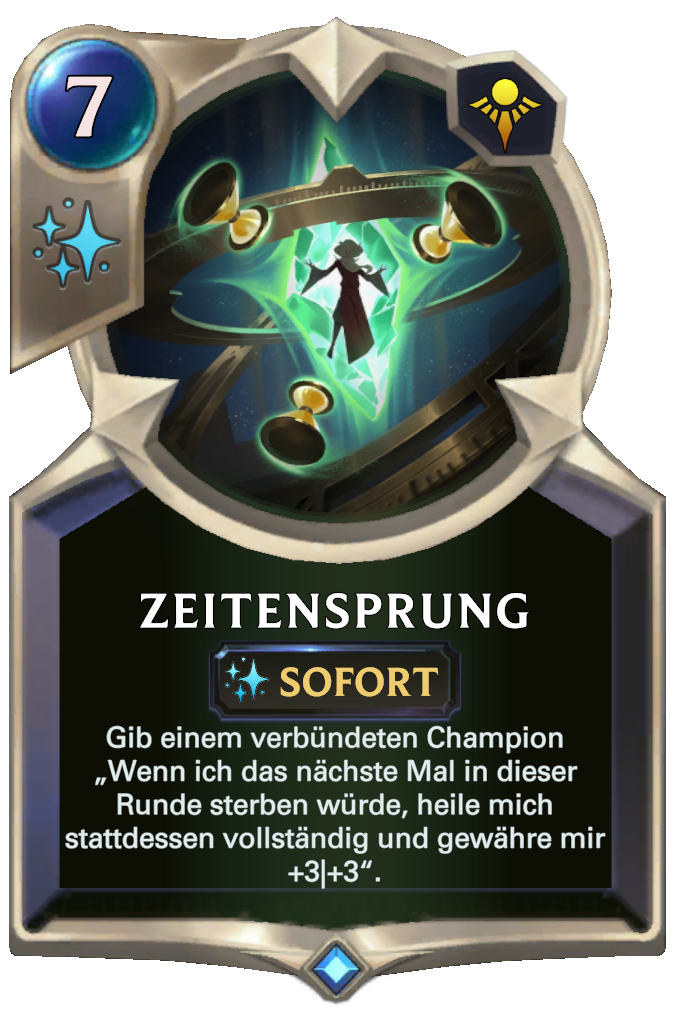 7
ZEITENSPRUNG
SOFORT
Gib einem verbündeten Champion
„Wenn ich das nächste Mal in dieser
Runde sterben würde, heile mich
stattdessen vollständig und gewähre mir
+3|+3“.